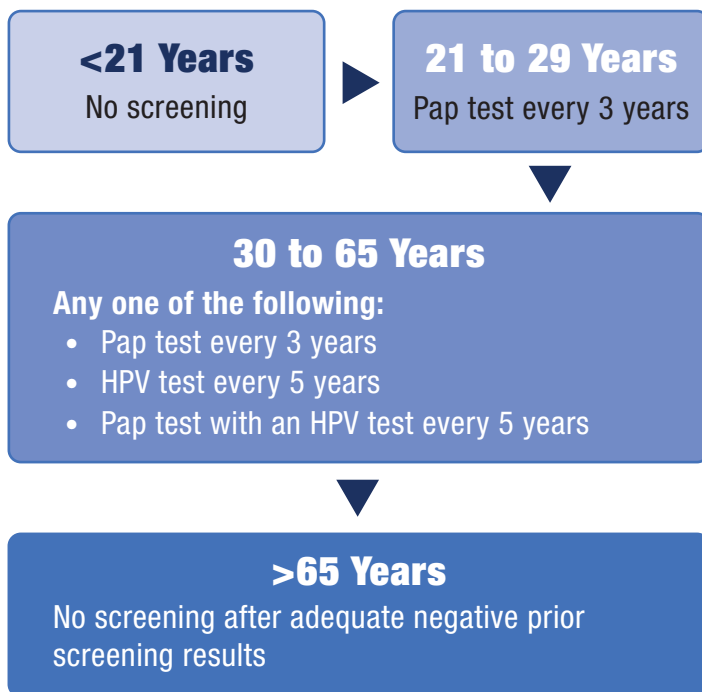 <21 Years
No screening
21 to 29 Years
Pap test every 3 years
30 to 65 Years
Any one of the following:
• Pap test every 3 years
• HPV test every 5 years
• Pap test with an HPV test every 5 years
>65 Years
No screening after adequate negative prior
screening results